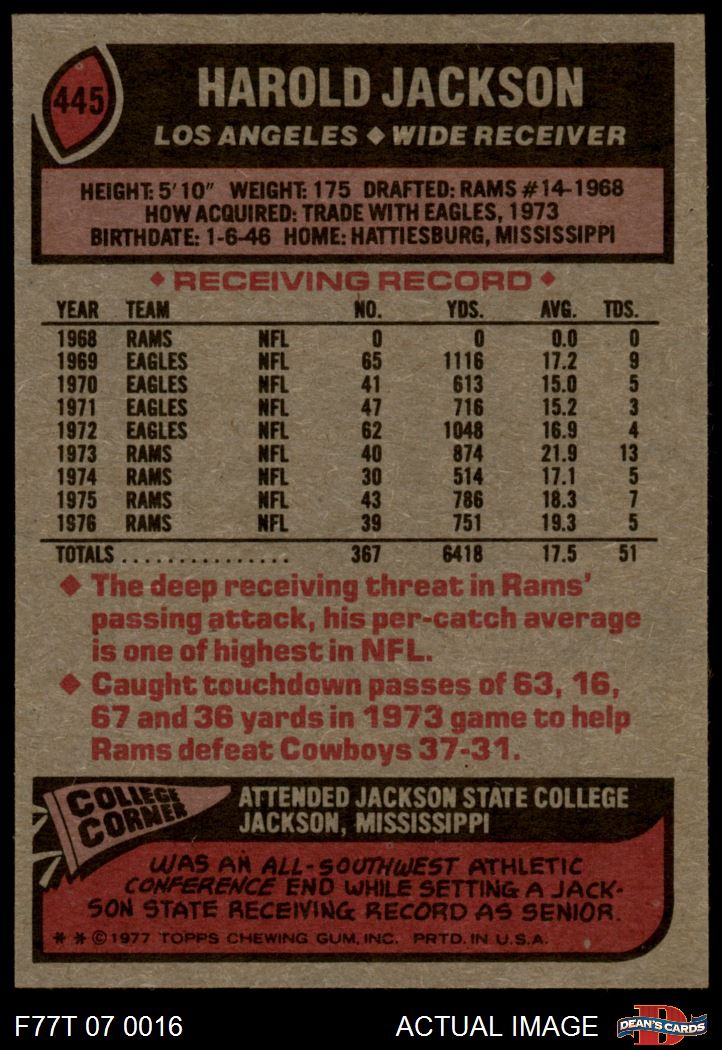 445
HAROLD JACKSON
LOS ANGELES ◆ WIDE RECEIVER
HEIGHT: 5'10" WEIGHT: 175 DRAFTED: RAMS #14-1968
HOW ACQUIRED: TRADE WITH EAGLES, 1973
BIRTHDATE: 1-6-46 HOME: HATTIESBURG, MISSISSIPPI
◆ RECEIVING RECORD ◆
YEAR TEAM NO. YDS. AVG. TDS.
1968 RAMS NFL 0 0 0.0 0
1969 EAGLES NFL 65 1116 17.2 9
1970 EAGLES NFL 41 613 15.0 5
1971 EAGLES NFL 47 716 15.2 3
1972 EAGLES NFL 62 1048 16.9 4
1973 RAMS NFL 40 874 21.9 13
1974 RAMS NFL 30 514 17.1 5
1975 RAMS NFL 43 786 18.3 7
1976 RAMS NFL 39 751 19.3 5
TOTALS ............... 367 6418 17.5 51
◆ The deep receiving threat in Rams'
passing attack, his per-catch average
is one of highest in NFL.
◆ Caught touchdown passes of 63, 16,
67 and 36 yards in 1973 game to help
Rams defeat Cowboys 37-31.
COLLEGE
CORNER
ATTENDED JACKSON STATE COLLEGE
JACKSON, MISSISSIPPI
WAS AN ALL-SOUTHWEST ATHLETIC
CONFERENCE END WHILE SETTING A JACK-
SON STATE RECEIVING RECORD AS SENIOR.
* * © 1977 TOPPS CHEWING GUM, INC. PRTD. IN U.S.A.
F77T 07 0016
ACTUAL IMAGE
D
DEAN'S CARDS